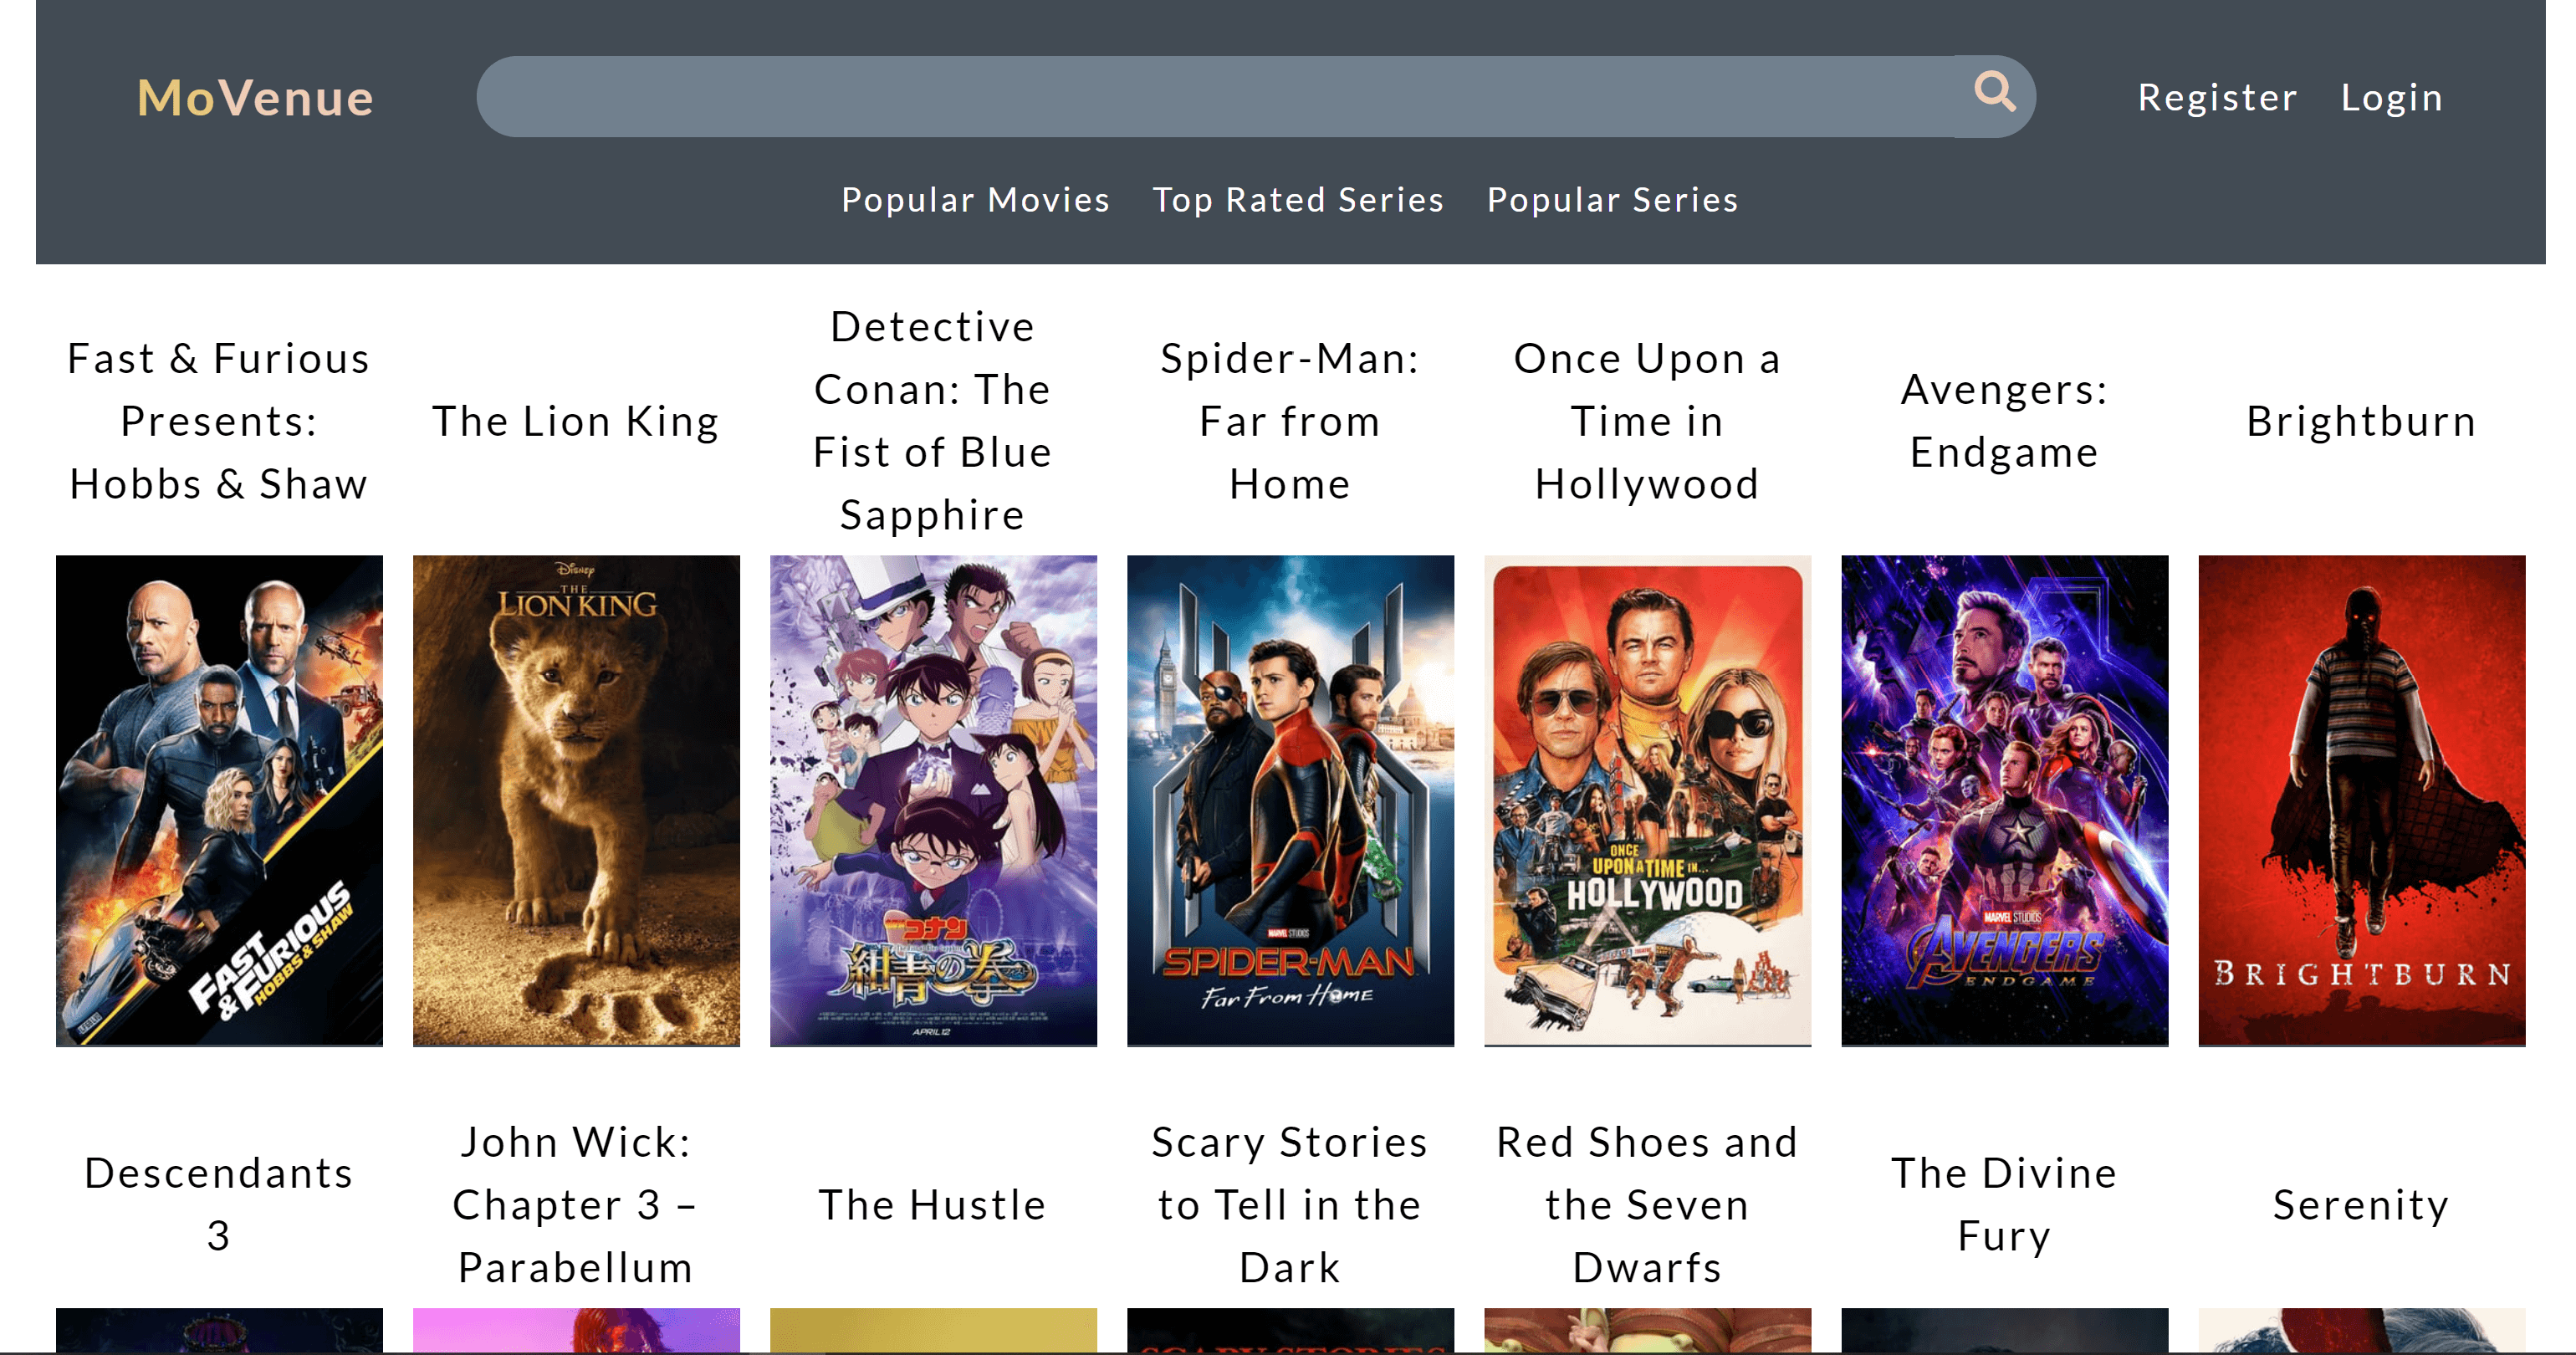 MoVenue
Register Login
Popular Movies Top Rated Series Popular Series
Fast & Furious
Presents:
Hobbs & Shaw
The Lion King
Detective
Conan: The
Fist of Blue
Sapphire
Spider-Man:
Far from
Home
Once Upon a
Time in
Hollywood
Avengers:
Endgame
Brightburn
FAST
& FURIOUS
HOBBS & SHAW
Disney
THE
LION KING
コナン
紺青の拳
APRIL 12
MARVEL STUDIOS
SPIDER-MAN
Far From Home
ONCE
UPON A TIME IN...
HOLLYWOOD
MARVEL STUDIOS
AVENGERS
ENDGAME
BRIGHTBURN
Descendants
3
John Wick:
Chapter 3 –
Parabellum
The Hustle
Scary Stories
to Tell in the
Dark
Red Shoes and
the Seven
Dwarfs
The Divine
Fury
Serenity
SCARY STORIES